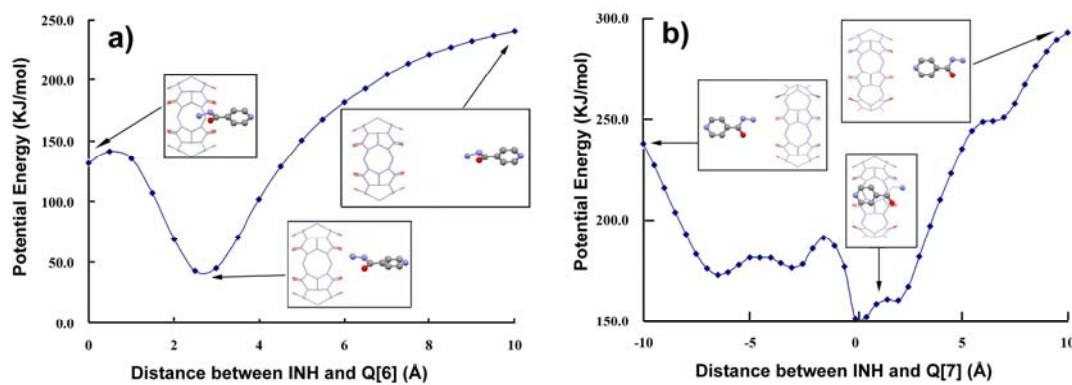 a)
Potential Energy (KJ/mol)
250.0
200.0
150.0
100.0
50.0
0.0
0 2 4 6 8 10
Distance between INH and Q[6] (Å)
b)
Potential Energy (KJ/mol)
300.0
250.0
200.0
150.0
-10 -5 0 5 10
Distance between INH and Q[7] (Å)